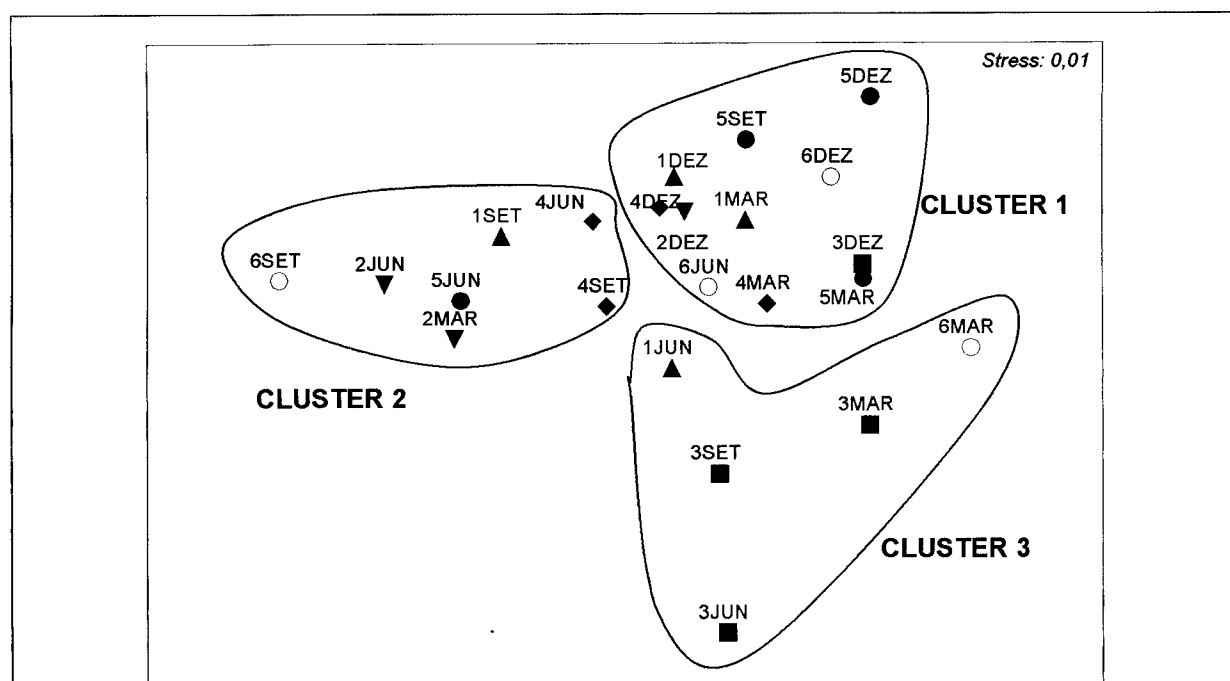 Stress: 0,01
5DEZ
5SET
6DEZ
1DEZ
4DEZ
1MAR
CLUSTER 1
4JUN
1SET
2DEZ
3DEZ
6SET
2JUN
5JUN
6JUN
4MAR
4SET
5MAR
2MAR
6MAR
1JUN
CLUSTER 2
3MAR
3SET
CLUSTER 3
3JUN